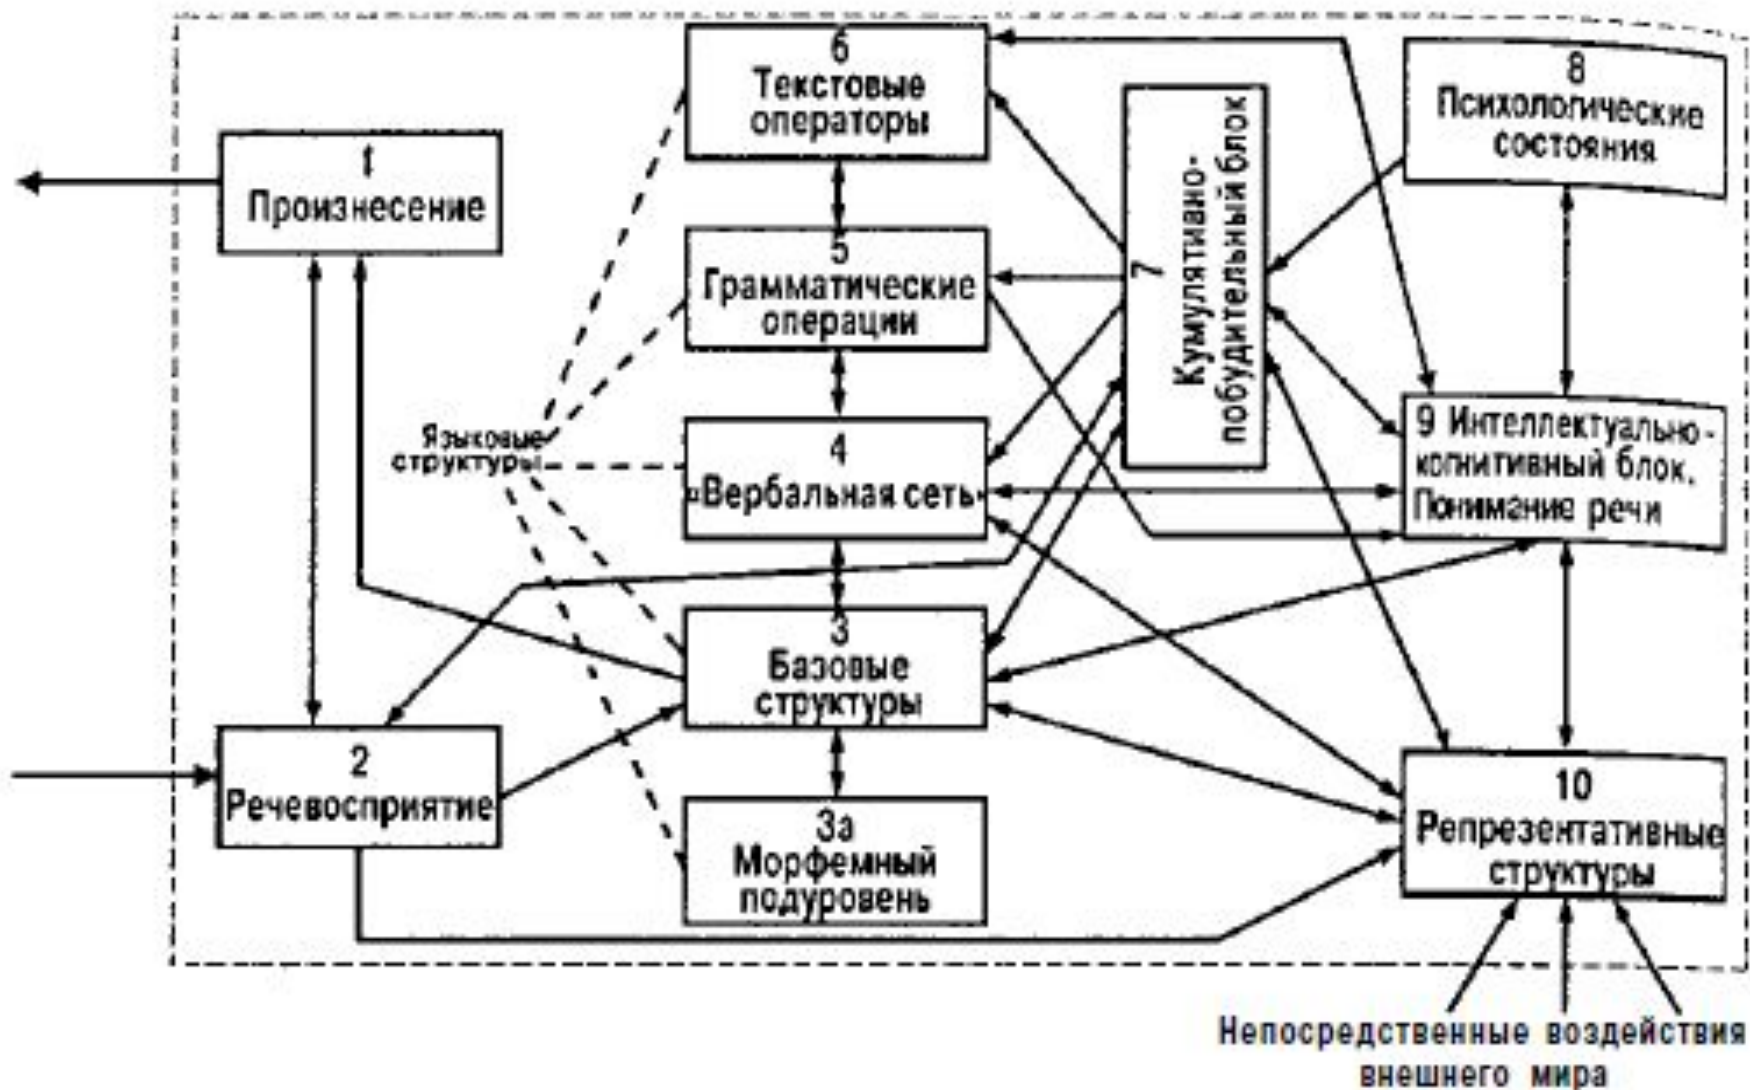 6
Текстовые
операторы
8
Психологические
состояния
1
Произнесение
7
Кумулятивно-
побудительный блок
5
Грамматические
операции
Языковые
структуры
4
«Вербальная сеть»
9 Интеллектуально-
когнитивный блок.
Понимание речи
3
Базовые
структуры
2
Речевосприятие
3а
Морфемный
подуровень
10
Репрезентативные
структуры
Непосредственные воздействия
внешнего мира